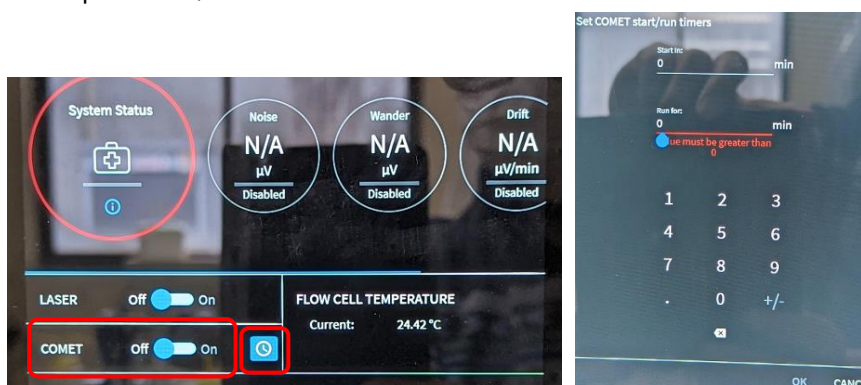 System Status
Noise
N/A
µV
Disabled
Wander
N/A
µV
Disabled
Drift
N/A
µV/min
Disabled
LASER Off On
COMET Off On
FLOW CELL TEMPERATURE
Current: 24.42 °C
Set COMET start/run timers
Start In:
0 min
Run for:
0 min
must be greater than
0
1 2 3
4 5 6
7 8 9
. 0 +/-
OK